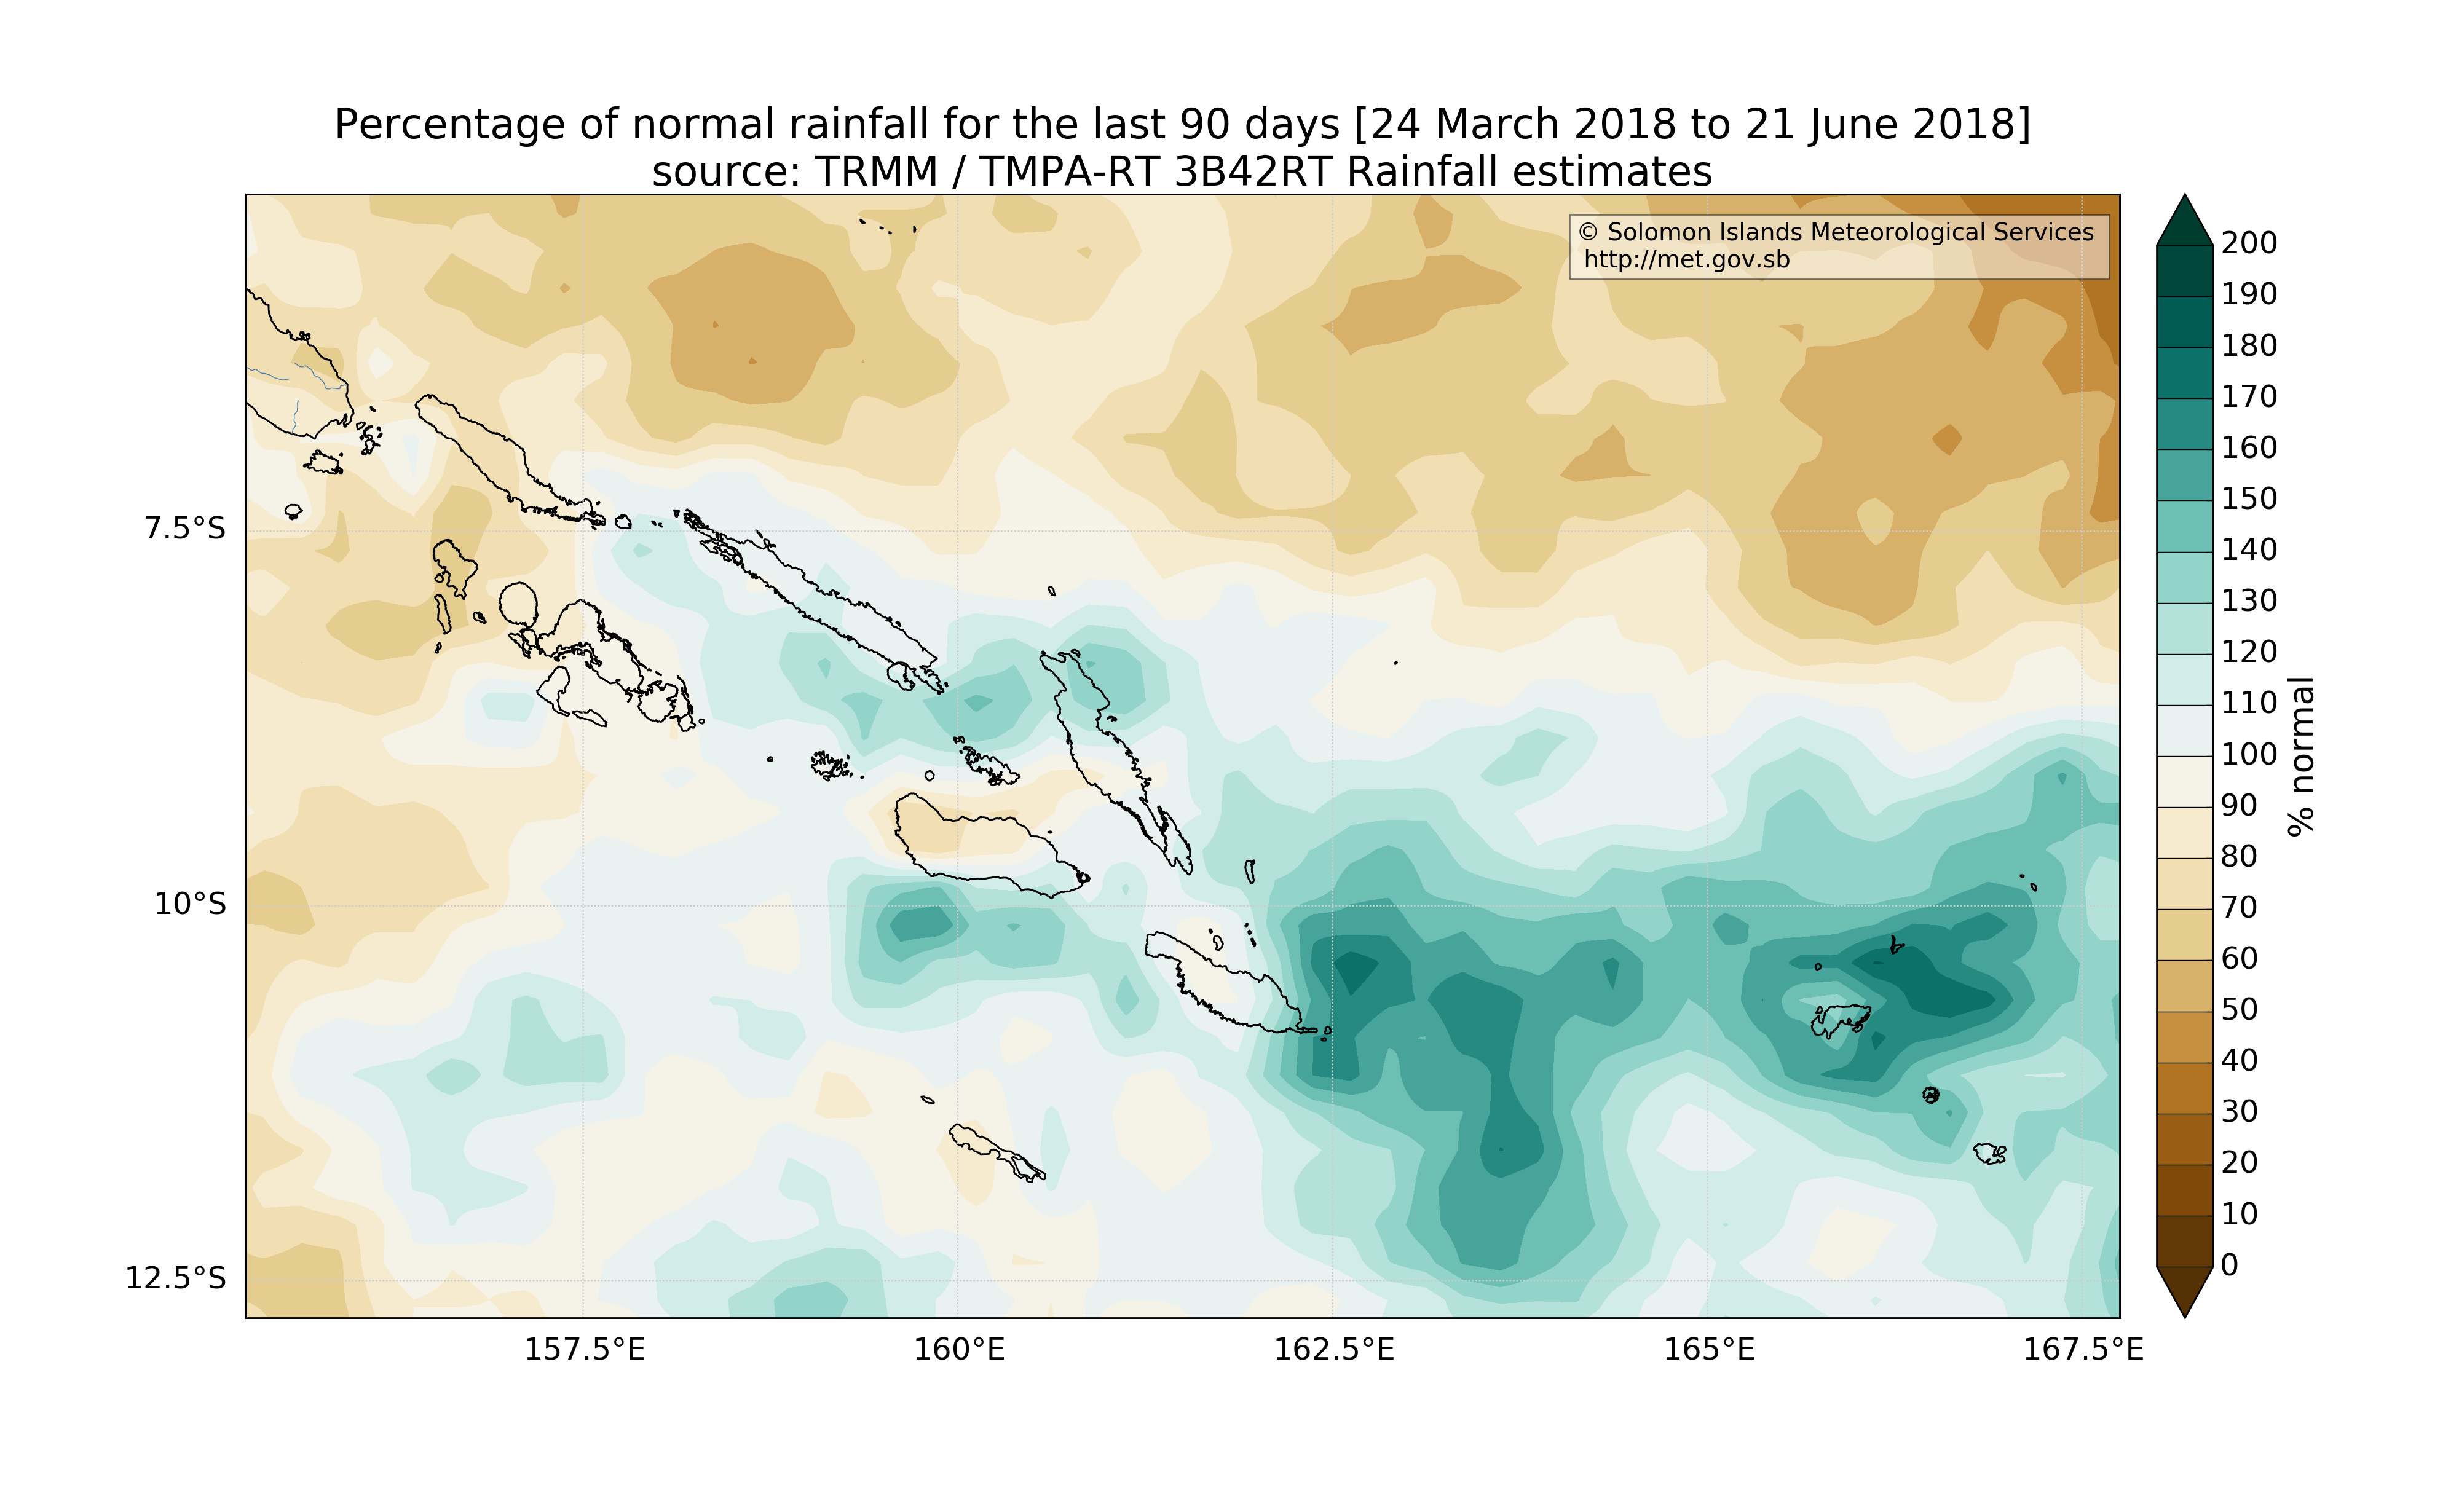 Percentage of normal rainfall for the last 90 days [24 March 2018 to 21 June 2018]
source: TRMM / TMPA-RT 3B42RT Rainfall estimates
© Solomon Islands Meteorological Services
http://met.gov.sb
7.5°S
10°S
12.5°S
157.5°E
160°E
162.5°E
165°E
167.5°E
200
190
180
170
160
150
140
130
120
110
100
90
80
70
60
50
40
30
20
10
0
% normal